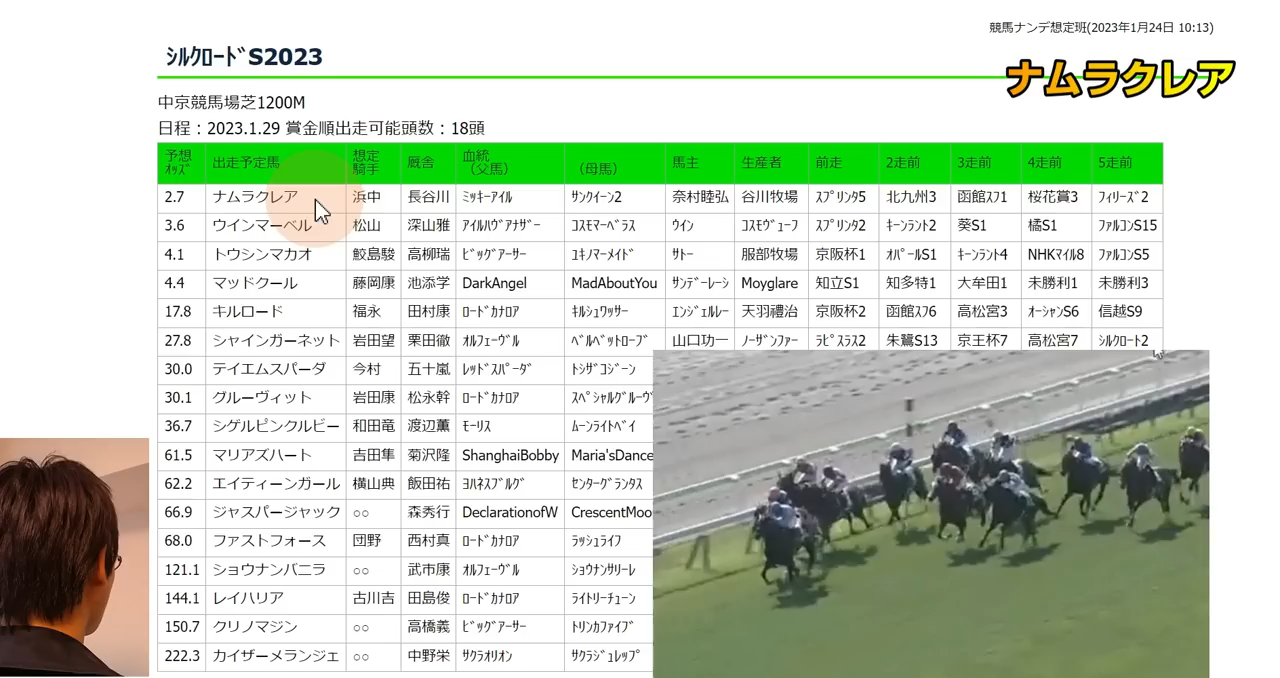 競馬ナンデ想定班(2023年1月24日 10:13)
ｼﾙｸﾛｰﾄﾞS2023
ナムラクレア
中京競馬場芝1200M
日程：2023.1.29 賞金順出走可能頭数：18頭
予想ｵｯｽﾞ 出走予定馬 想定騎手 厩舎 血統（父馬） （母馬） 馬主 生産者 前走 2走前 3走前 4走前 5走前
2.7 ナムラクレア 浜中 長谷川 ﾐｯｷｰｱｲﾙ ｻﾝｸｲｰﾝ2 奈村睦弘 谷川牧場 ｽﾌﾟﾘﾝﾀ5 北九州3 函館ｽﾌ1 桜花賞3 ﾌｨﾘｰｽﾞ2
3.6 ウインマーベル 松山 深山雅 ｱｲﾙﾊｳﾞｱﾅｻﾞｰ ｺｽﾓﾏｰﾍﾞﾗｽ ｳｲﾝ ｺｽﾓｳﾞｭｰﾌ ｽﾌﾟﾘﾝﾀ2 ｷｰﾝﾗﾝﾄ2 葵S1 橘S1 ﾌｧﾙｺﾝS15
4.1 トウシンマカオ 鮫島駿 高柳瑞 ﾋﾞｯｸﾞｱｰｻｰ ﾕｷﾉﾏｰﾒｲﾄﾞ ｻﾄｰ 服部牧場 京阪杯1 ｵﾊﾟｰﾙS1 ｷｰﾝﾗﾝﾄ4 NHKﾏｲﾙ8 ﾌｧﾙｺﾝS5
4.4 マッドクール 藤岡康 池添学 DarkAngel MadAboutYou ｻﾝﾃﾞｰﾚｰｼ Moyglare 知立S1 知多特1 大牟田1 未勝利1 未勝利3
17.8 キルロード 福永 田村康 ﾛｰﾄﾞｶﾅﾛｱ ｷﾙｼｭﾜｯｻｰ ｴﾝｼﾞｪﾙﾚｰ 天羽禮治 京阪杯2 函館ｽﾌ6 高松宮3 ｵｰｼｬﾝS6 信越S9
27.8 シャインガーネット 岩田望 栗田徹 ｵﾙﾌｪｰｳﾞﾙ ﾍﾞﾙﾍﾞｯﾄﾛｰﾌﾞ 山口功一 ﾉｰｻﾞﾝﾌｧｰ ﾗﾋﾟｽﾗｽ2 朱鷺S13 京王杯7 高松宮7 ｼﾙｸﾛｰﾄ2
30.0 テイエムスパーダ 今村 五十嵐 ﾚｯﾄﾞｽﾊﾟｰﾀﾞ ﾄｼｻﾞｺｼﾞｰﾝ
30.1 グルーヴィット 岩田康 松永幹 ﾛｰﾄﾞｶﾅﾛｱ ｽﾍﾟｼｬﾙｸﾞﾙｰｳﾞ
36.7 シゲルピンクルビー 和田竜 渡辺薫 ﾓｰﾘｽ ﾑｰﾝﾗｲﾄﾍﾞｲ
61.5 マリアズハート 吉田隼 菊沢隆 ShanghaiBobby Maria'sDance
62.2 エイティーンガール 横山典 飯田祐 ﾖﾊﾈｽﾌﾞﾙｸﾞ ｾﾝﾀｰｸﾞﾗﾝﾀｽ
66.9 ジャスパージャック ○○ 森秀行 DeclarationofW CrescentMoo
68.0 ファストフォース 団野 西村真 ﾛｰﾄﾞｶﾅﾛｱ ﾗｯｼｭﾗｲﾌ
121.1 ショウナンバニラ ○○ 武市康 ｵﾙﾌｪｰｳﾞﾙ ｼｮｳﾅﾝｻﾘｰﾚ
144.1 レイハリア 古川吉 田島俊 ﾛｰﾄﾞｶﾅﾛｱ ﾗｲﾄﾘｰﾁｭｰﾝ
150.7 クリノマジン ○○ 高橋義 ﾋﾞｯｸﾞｱｰｻｰ ﾄﾘﾝｶﾌｧｲﾌﾞ
222.3 カイザーメランジェ ○○ 中野栄 ｻｸﾗｵﾘｵﾝ ｻｸﾗｼﾞｭﾚｯﾌﾟ